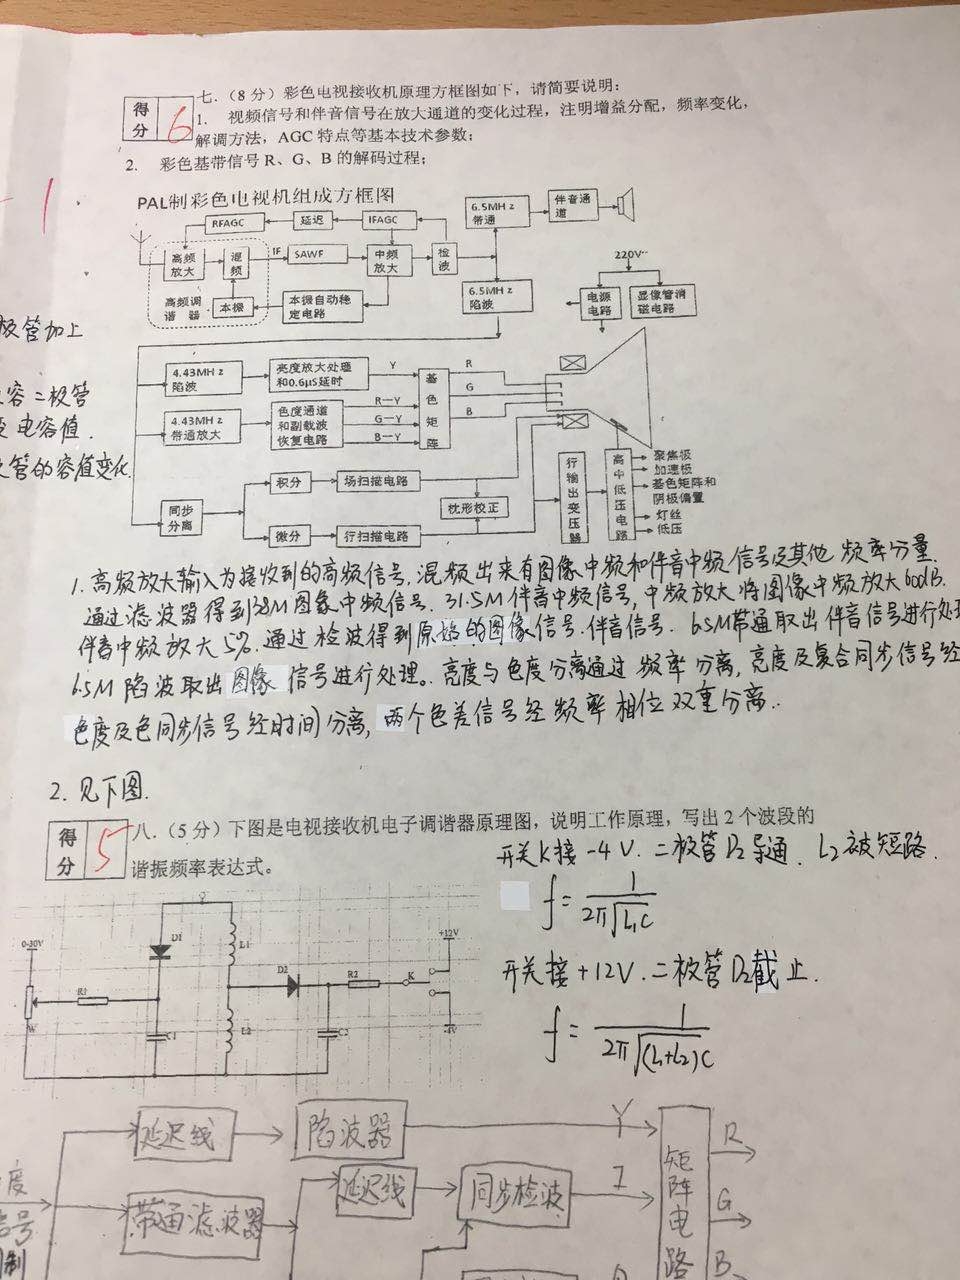 七.（8 分）彩色电视接收机原理方框图如下，请简要说明：
得分 6
1. 视频信号和伴音信号在放大通道的变化过程，注明增益分配，频率变化，
解调方法，AGC 特点等基本技术参数；
2. 彩色基带信号 R、G、B 的解码过程；
PAL制彩色电视机组成方框图
RFAGC 延迟 IFAGC 6.5MHz带通 伴音通道
高频放大 混频 IF SAWF 中频放大 检波
220V~
高频调谐器 本振 本振自动稳定电路 6.5MHz陷波 电源电路 显像管消磁电路
4.43MHz陷波 亮度放大处理和0.6μS延时 Y 基色矩阵 R G B
4.43MHz带通放大 色度通道和副载波恢复电路 R—Y G—Y B—Y
同步分离 积分 场扫描电路 枕形校正
微分 行扫描电路
行输出变压器 高中低压电路 聚焦极
加速极
基色矩阵和阴极偏置
灯丝
低压
极管加上
容二极管
电容值.
管的容值变化.
1. 高频放大输入为接收到的高频信号, 混频出来有图像中频和伴音中频信号及其他频率分量.
通过滤波器得到38M图象中频信号. 31.5M伴音中频信号, 中频放大将图像中频放大60dB.
伴音中频放大5%. 通过检波得到原始的图像信号. 伴音信号. 6.5M带通取出伴音信号进行处
6.5M陷波取出图像信号进行处理. 亮度与色度分离通过频率分离, 亮度及复合同步信号经
色度及色同步信号经时间分离, 两个色差信号经频率相位双重分离.
2. 见下图.
得分 5
八.（5 分）下图是电视接收机电子调谐器原理图，说明工作原理，写出 2 个波段的
谐振频率表达式。
开关K接 -4V. 二极管D2导通. L2被短路.
f = 1/2π√L1C
开关接 +12V. 二极管D2截止.
f = 1/2π√(L1+L2)C
0-30V D1 L1 +12V
R1 D2 R2 K
W C1 L2 C2 -4V
延迟线 陷波器 Y 矩阵电路 R
带通滤波器 延迟线 同步检波 I G
B